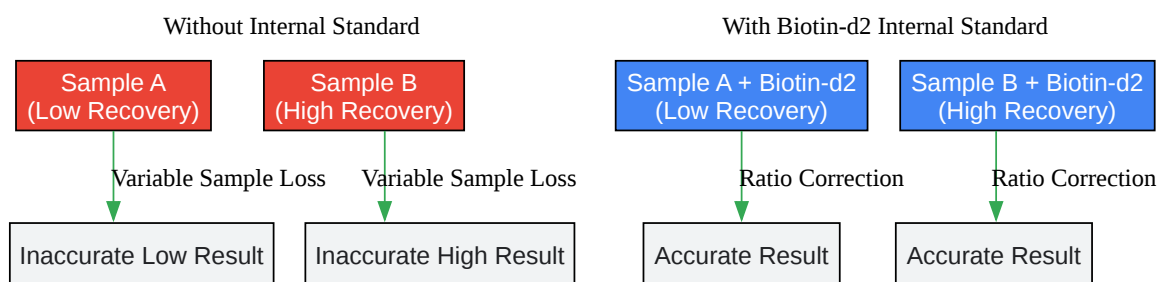 Without Internal Standard
With Biotin-d2 Internal Standard
Sample A
(Low Recovery)
Sample B
(High Recovery)
Sample A + Biotin-d2
(Low Recovery)
Sample B + Biotin-d2
(High Recovery)
Variable Sample Loss
Variable Sample Loss
Ratio Correction
Ratio Correction
Inaccurate Low Result
Inaccurate High Result
Accurate Result
Accurate Result